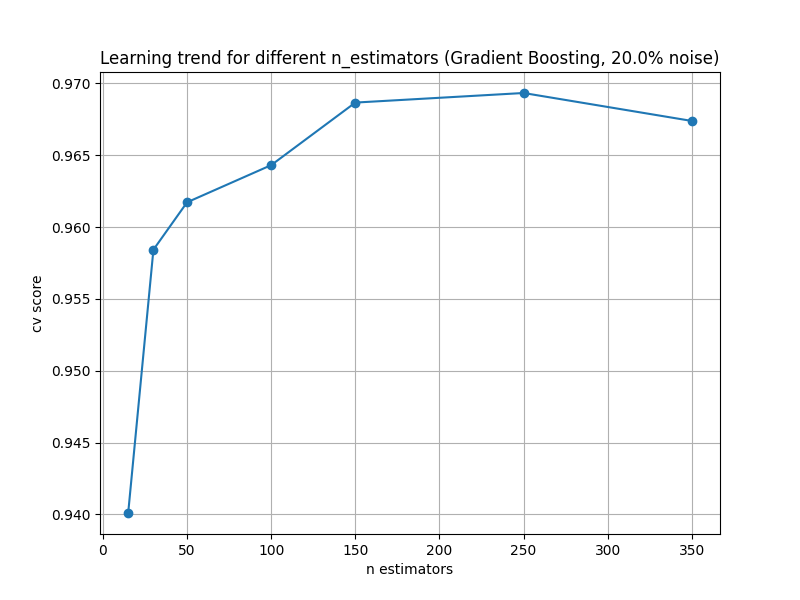 Learning trend for different n_estimators (Gradient Boosting, 20.0% noise)
0.970
0.965
0.960
0.955
0.950
0.945
0.940
cv score
0 50 100 150 200 250 300 350
n estimators